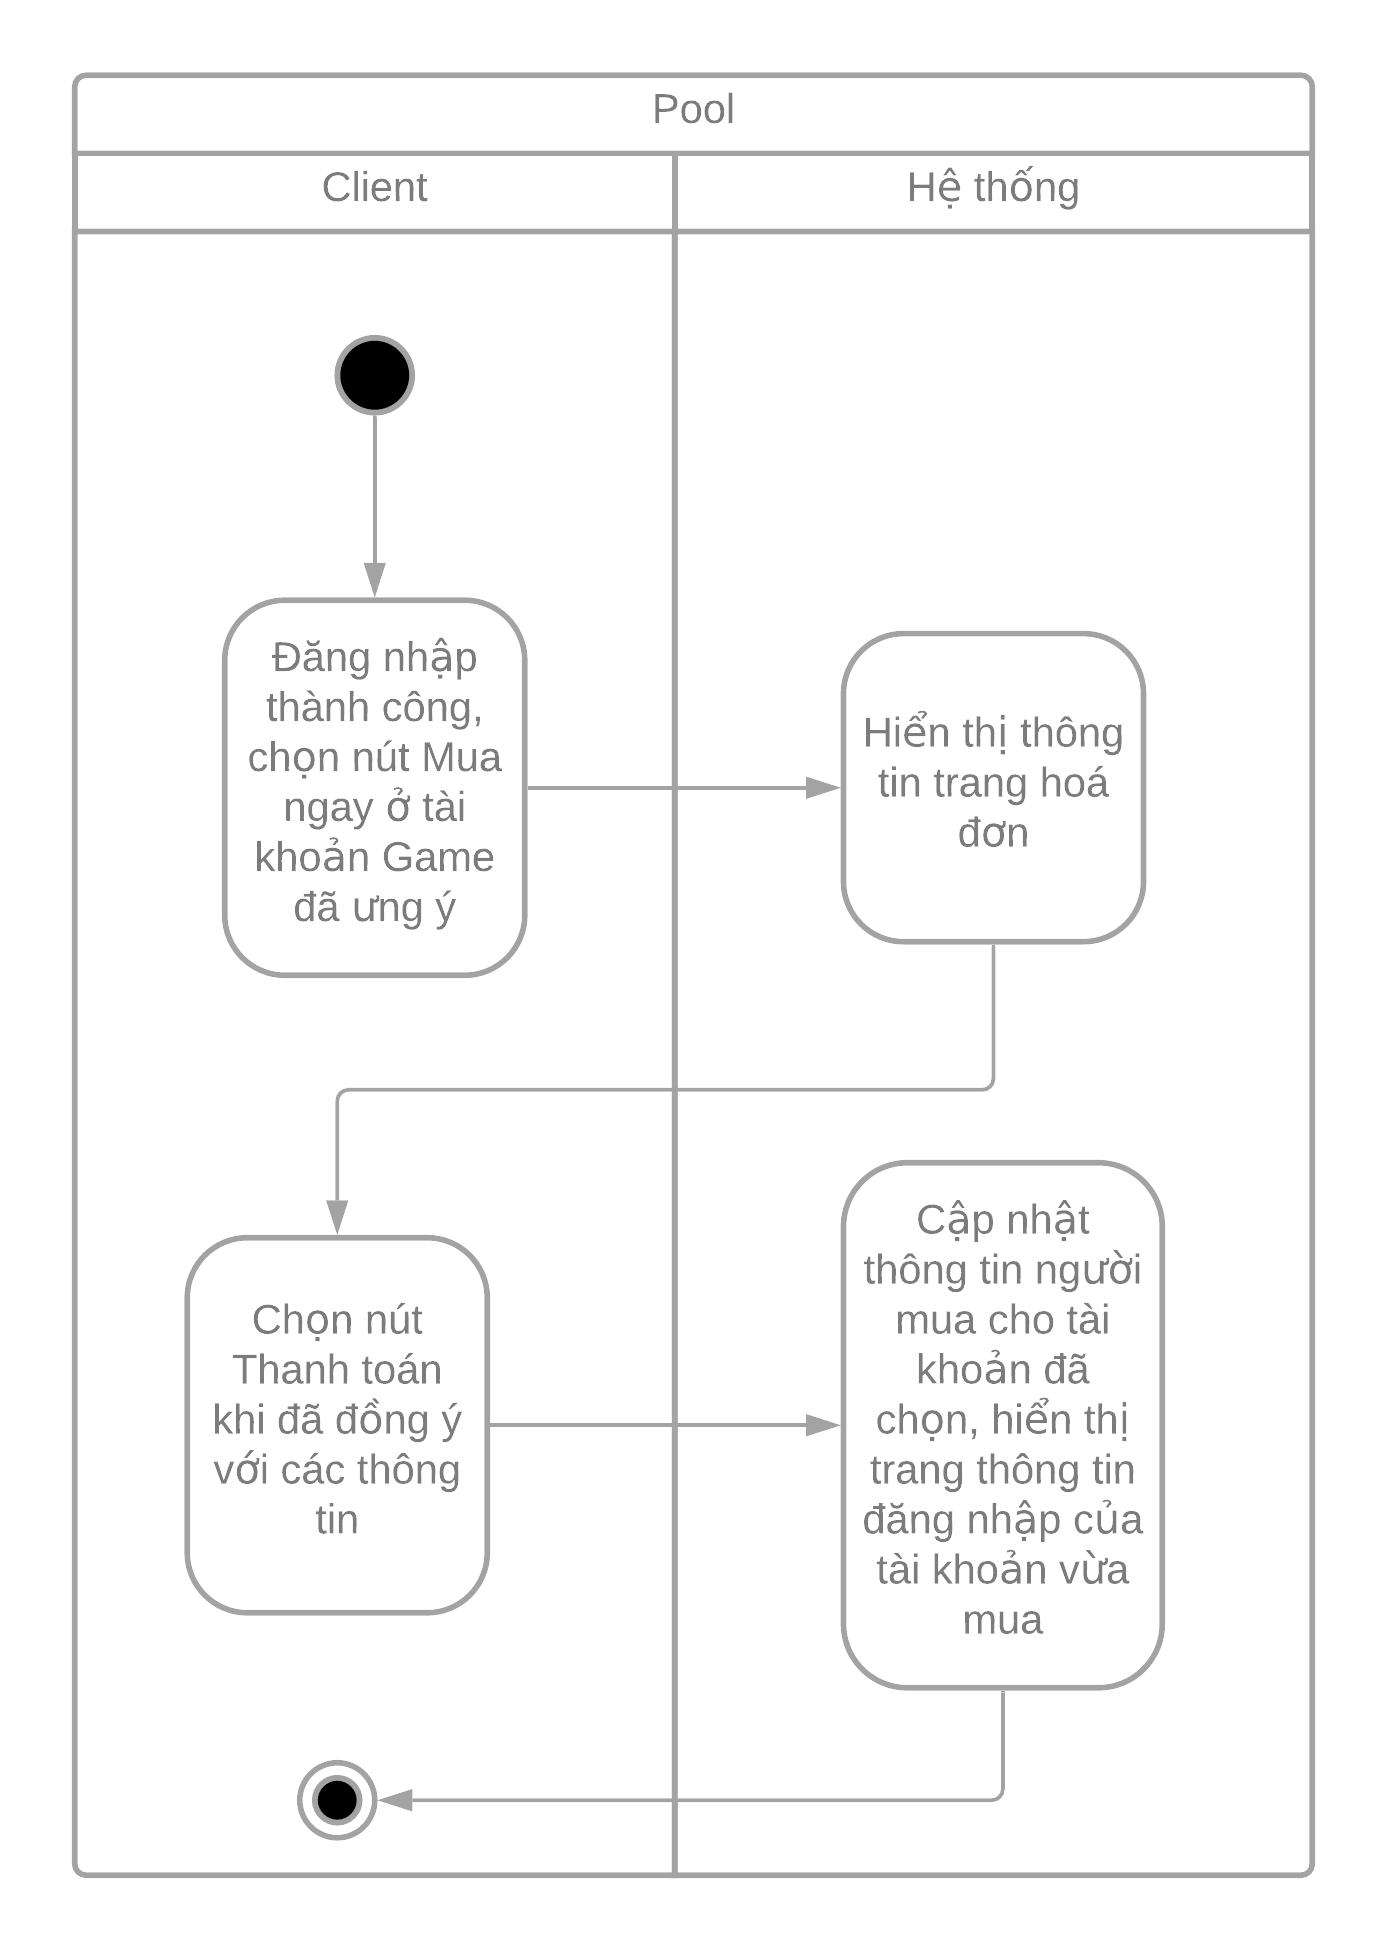 Pool
Client
Hệ thống
Đăng nhập
thành công,
chọn nút Mua
ngay ở tài
khoản Game
đã ưng ý
Hiển thị thông
tin trang hoá
đơn
Chọn nút
Thanh toán
khi đã đồng ý
với các thông
tin
Cập nhật
thông tin người
mua cho tài
khoản đã
chọn, hiển thị
trang thông tin
đăng nhập của
tài khoản vừa
mua